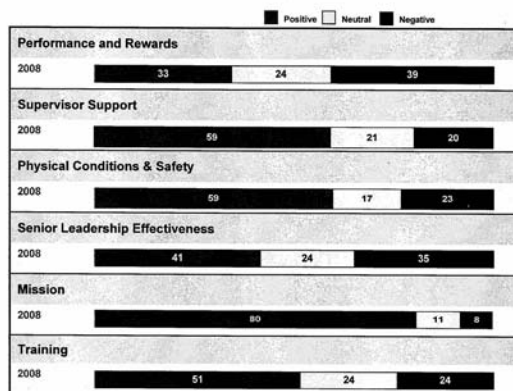 Positive Neutral Negative
Performance and Rewards
2008 33 24 39
Supervisor Support
2008 59 21 20
Physical Conditions & Safety
2008 59 17 23
Senior Leadership Effectiveness
2008 41 24 35
Mission
2008 80 11 8
Training
2008 51 24 24